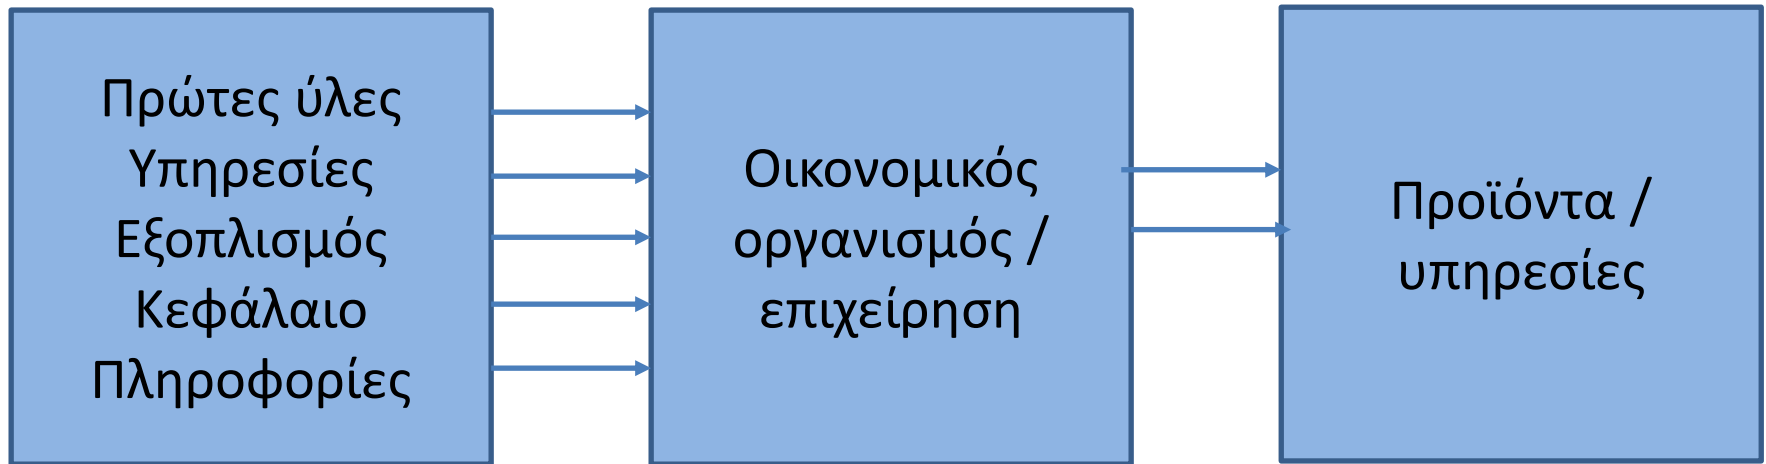 Πρώτες ύλες
Υπηρεσίες
Εξοπλισμός
Κεφάλαιο
Πληροφορίες
Οικονομικός
οργανισμός /
επιχείρηση
Προϊόντα /
υπηρεσίες